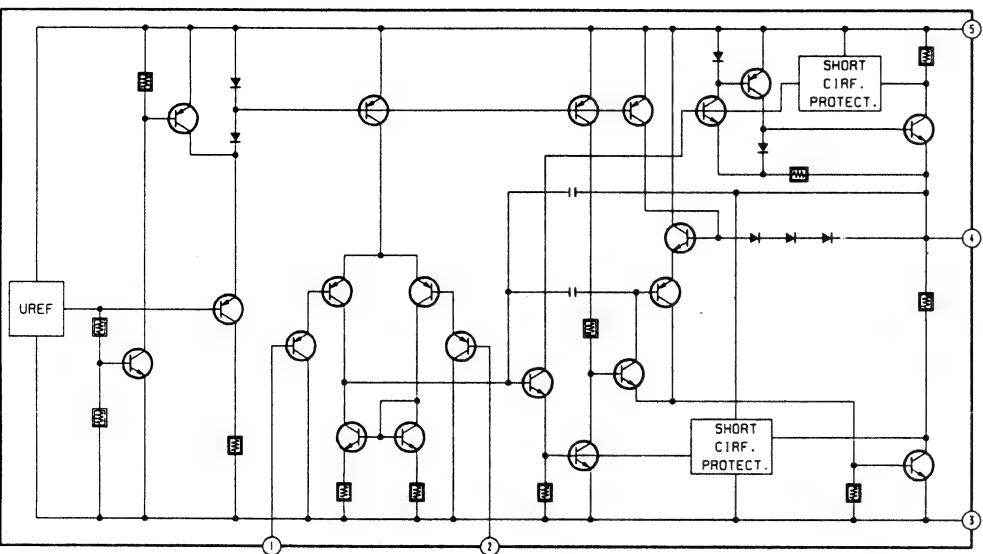 5
SHORT
CIRF.
PROTECT.
4
UREF
SHORT
CIRF.
PROTECT.
3
1
2